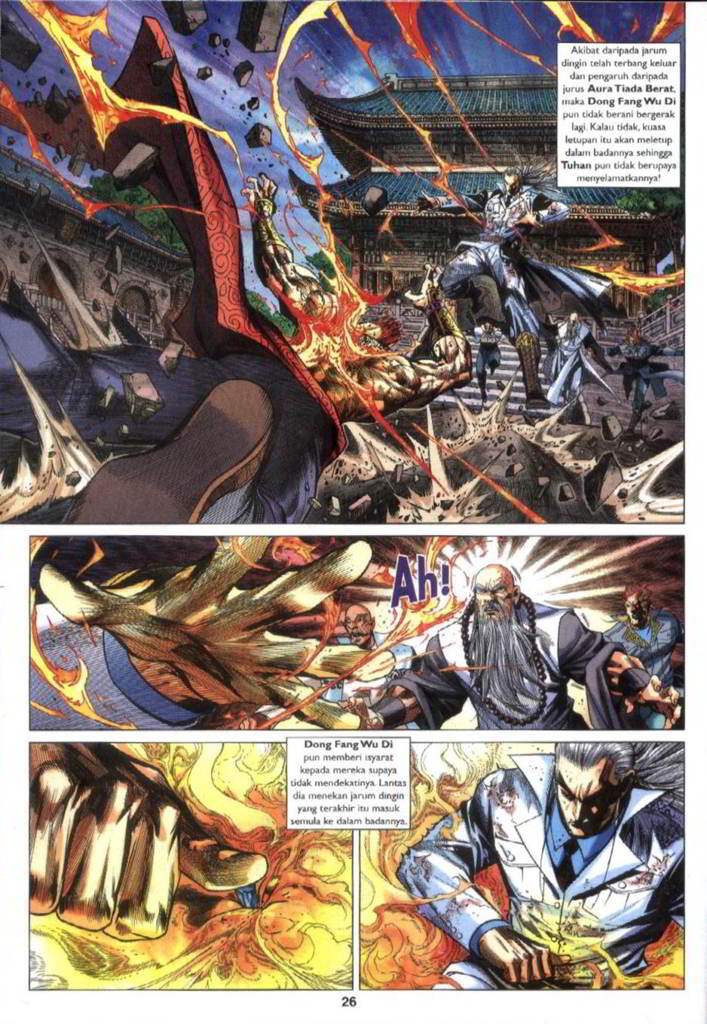 Akibat daripada jarum
dingin telah terbang keluar
dan pengaruh daripada
jurus Aura Tiada Berat,
maka Dong Fang Wu Di
pun tidak berani bergerak
lagi. Kalau tidak, kuasa
letupan itu akan meletup
dalam badannya sehingga
Tuhan pun tidak berupaya
menyelamatkannya!
Ah!
Dong Fang Wu Di
pun memberi isyarat
kepada mereka supaya
tidak mendekatinya. Lantas
dia menekan jarum dingin
yang terakhir itu masuk
semula ke dalam badannya.
26